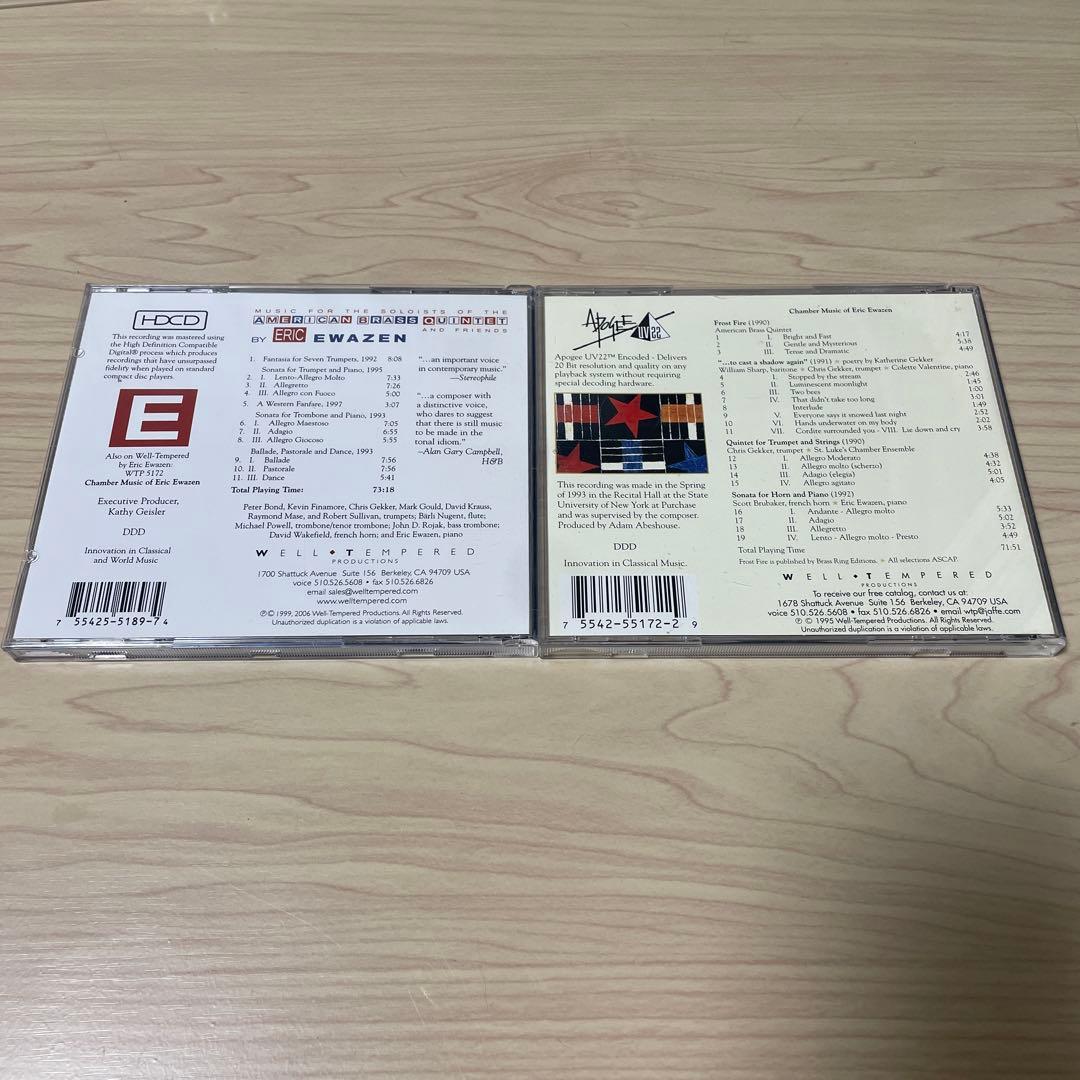 HDCD
This recording was mastered using
the High Definition Compatible
Digital® process which produces
recordings that have unsurpassed
fidelity when played on standard
compact disc players.
E
Also on Well-Tempered
by Eric Ewazen:
WTP 5172
Chamber Music of Eric Ewazen
Executive Producer,
Kathy Geisler
DDD
Innovation in Classical
and World Music
7 55425-5189-7 4
MUSIC FOR THE SOLOISTS OF THE
AMERICAN BRASS QUINTET
AND FRIENDS
BY ERIC EWAZEN
1. Fantasia for Seven Trumpets, 1992 8:08
Sonata for Trumpet and Piano, 1995
2. I. Lento-Allegro Molto 7:33
3. II. Allegretto 7:26
4. III. Allegro con Fuoco 5:00
5. A Western Fanfare, 1997 3:07
Sonata for Trombone and Piano, 1993
6. I. Allegro Maestoso 7:05
7. II. Adagio 6:55
8. III. Allegro Giocoso 5:55
Ballade, Pastorale and Dance, 1993
9. I. Ballade 7:56
10. II. Pastorale 7:56
11. III. Dance 5:41
Total Playing Time: 73:18
“...an important voice
in contemporary music.”
—Stereophile
“...a composer with
a distinctive voice,
who dares to suggest
that there is still music
to be made in the
tonal idiom.”
—Alan Gary Campbell,
H&B
Peter Bond, Kevin Finamore, Chris Gekker, Mark Gould, David Krauss,
Raymond Mase, and Robert Sullivan, trumpets; Bärli Nugent, flute;
Michael Powell, trombone/tenor trombone; John D. Rojak, bass trombone;
David Wakefield, french horn; and Eric Ewazen, piano
WELL•TEMPERED
PRODUCTIONS
1700 Shattuck Avenue Suite 156 Berkeley, CA 94709 USA
voice 510.526.5608 • fax 510.526.6826
email sales@welltempered.com
www.welltempered.com
℗© 1999, 2006 Well-Tempered Productions. All Rights Reserved.
Unauthorized duplication is a violation of applicable laws.
APOGEE UV 22
Apogee UV22™ Encoded - Delivers
20 Bit resolution and quality on any
playback system without requiring
special decoding hardware.
This recording was made in the Spring
of 1993 in the Recital Hall at the State
University of New York at Purchase
and was supervised by the composer.
Produced by Adam Abeshouse.
DDD
Innovation in Classical Music.
7 5542-55172-2 9
Chamber Music of Eric Ewazen
Frost Fire (1990)
American Brass Quintet
1 I. Bright and Fast 4:17
2 II. Gentle and Mysterious 5:38
3 III. Tense and Dramatic 4:49
“...to cast a shadow again” (1991) ★ poetry by Katherine Gekker
William Sharp, baritone ★ Chris Gekker, trumpet ★ Colette Valentine, piano
4 I. Stopped by the stream 2:46
5 II. Luminescent moonlight 1:45
6 III. Two bees 1:00
7 IV. That didn't take too long 3:01
8 Interlude 1:49
9 V. Everyone says it snowed last night 2:52
10 VI. Hands underwater on my body 2:02
11 VII. Cordite surrounded you - VIII. Lie down and cry 3:58
Quintet for Trumpet and Strings (1990)
Chris Gekker, trumpet ★ St. Luke's Chamber Ensemble
12 I. Allegro Moderato 4:38
13 II. Allegro molto (scherzo) 4:32
14 III. Adagio (elegia) 5:01
15 IV. Allegro agitato 4:05
Sonata for Horn and Piano (1992)
Scott Brubaker, french horn ★ Eric Ewazen, piano
16 I. Andante - Allegro molto 5:33
17 II. Adagio 5:02
18 III. Allegretto 3:52
19 IV. Lento - Allegro molto - Presto 4:49
Total Playing Time 71:51
Frost Fire is published by Brass Ring Editions. ★ All selections ASCAP.
WELL•TEMPERED
PRODUCTIONS
To receive our free catalog, contact us at:
1678 Shattuck Avenue Suite 156 Berkeley, CA 94709 USA
voice 510.526.5608 • fax 510.526.6826 • email wtp@jaffe.com
℗ © 1995 Well-Tempered Productions. All Rights Reserved.
Unauthorized duplication is a violation of applicable laws.